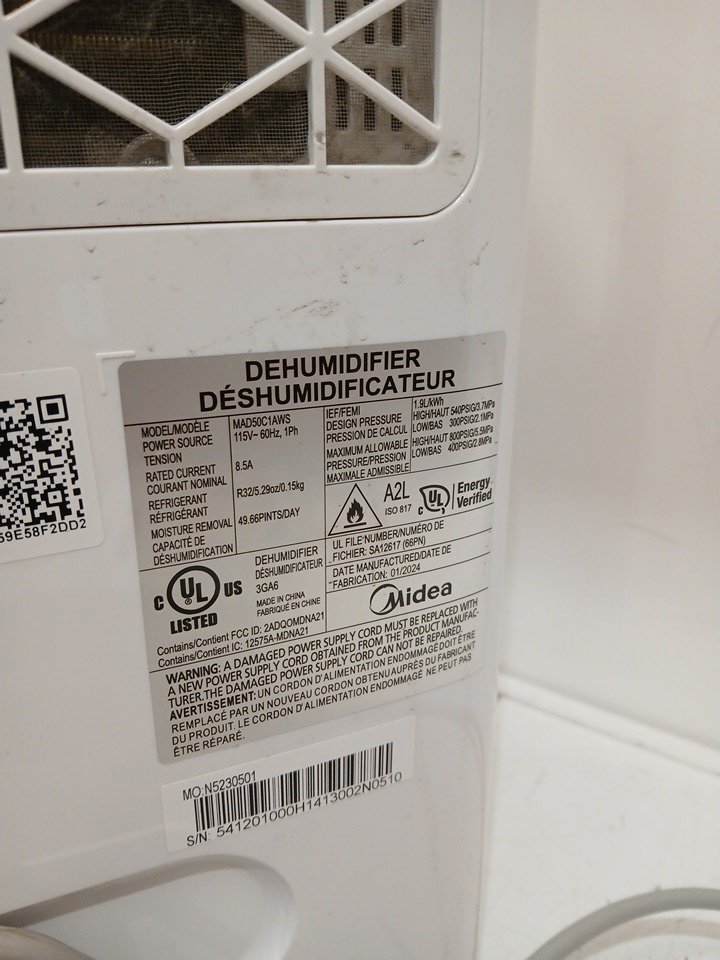 DEHUMIDIFIER
DÉSHUMIDIFICATEUR
MODEL/MODÈLE MAD50C1AWS
POWER SOURCE 115V~ 60Hz, 1Ph
TENSION
RATED CURRENT 8.5A
COURANT NOMINAL
REFRIGERANT R32/5.29oz/0.15kg
RÉFRIGÉRANT
MOISTURE REMOVAL 49.66PINTS/DAY
CAPACITÉ DE
DÉSHUMIDIFICATION
IEF/FEMI 1.9L/kWh
DESIGN PRESSURE HIGH/HAUT 540PSIG/3.7MPa
PRESSION DE CALCUL LOW/BAS 300PSIG/2.1MPa
MAXIMUM ALLOWABLE HIGH/HAUT 800PSIG/5.5MPa
PRESSURE/PRESSION LOW/BAS 400PSIG/2.8MPa
MAXIMALE ADMISSIBLE
A2L
ISO 817
C UL
Energy
Verified
UL FILE NUMBER/NUMÉRO DE
FICHIER: SA12617 (66PN)
DATE MANUFACTURED/DATE DE
FABRICATION: 01/2024
C UL US
® 
LISTED
DEHUMIDIFIER
DÉSHUMIDIFICATEUR
3GA6
MADE IN CHINA
FABRIQUÉ EN CHINE
Midea
Contains/Contient FCC ID: 2ADQOMDNA21
Contains/Contient IC: 12575A-MDNA21
WARNING: A DAMAGED POWER SUPPLY CORD MUST BE REPLACED WITH
A NEW POWER SUPPLY CORD OBTAINED FROM THE PRODUCT MANUFAC-
TURER.THE DAMAGED POWER SUPPLY CORD CAN NOT BE REPAIRED.
AVERTISSEMENT: UN CORDON D'ALIMENTATION ENDOMMAGÉ DOIT ÊTRE
REMPLACÉ PAR UN NOUVEAU CORDON OBTENU AUPRÈS DU FABRICANT
DU PRODUIT. LE CORDON D'ALIMENTATION ENDOMMAGÉ NE PEUT PAS
ÊTRE RÉPARÉ.
59E58F2DD2
MO:N5230501
S/N: 541201000H1413002N0510